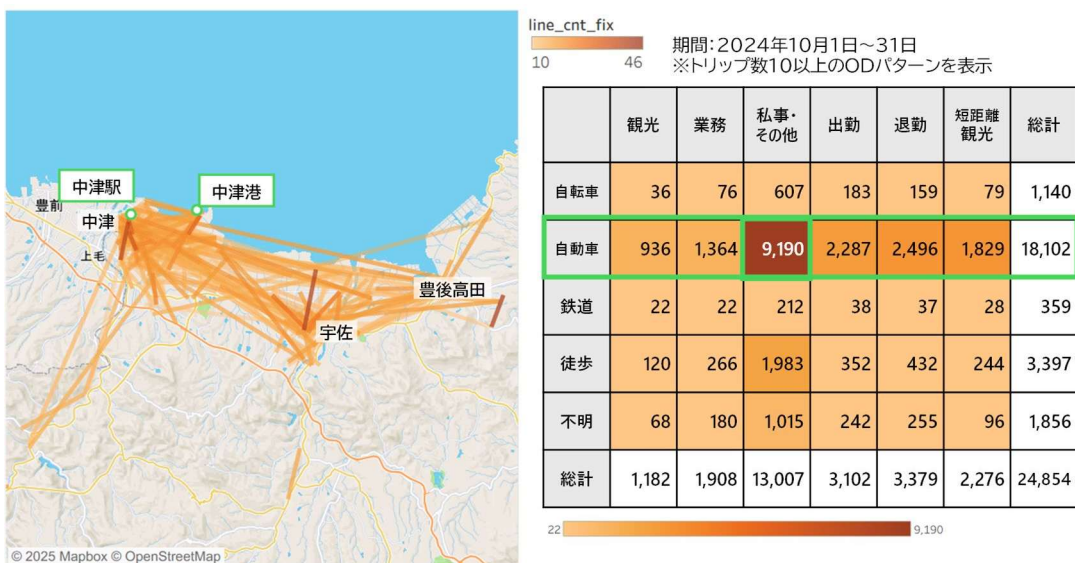 line_cnt_fix
10 46
期間：2024年10月1日～31日
※トリップ数10以上のODパターンを表示
中津駅
中津港
豊前
中津
上毛
豊後高田
宇佐
© 2025 Mapbox © OpenStreetMap
観光 業務 私事・その他 出勤 退勤 短距離観光 総計
自転車 36 76 607 183 159 79 1,140
自動車 936 1,364 9,190 2,287 2,496 1,829 18,102
鉄道 22 22 212 38 37 28 359
徒歩 120 266 1,983 352 432 244 3,397
不明 68 180 1,015 242 255 96 1,856
総計 1,182 1,908 13,007 3,102 3,379 2,276 24,854
22 9,190